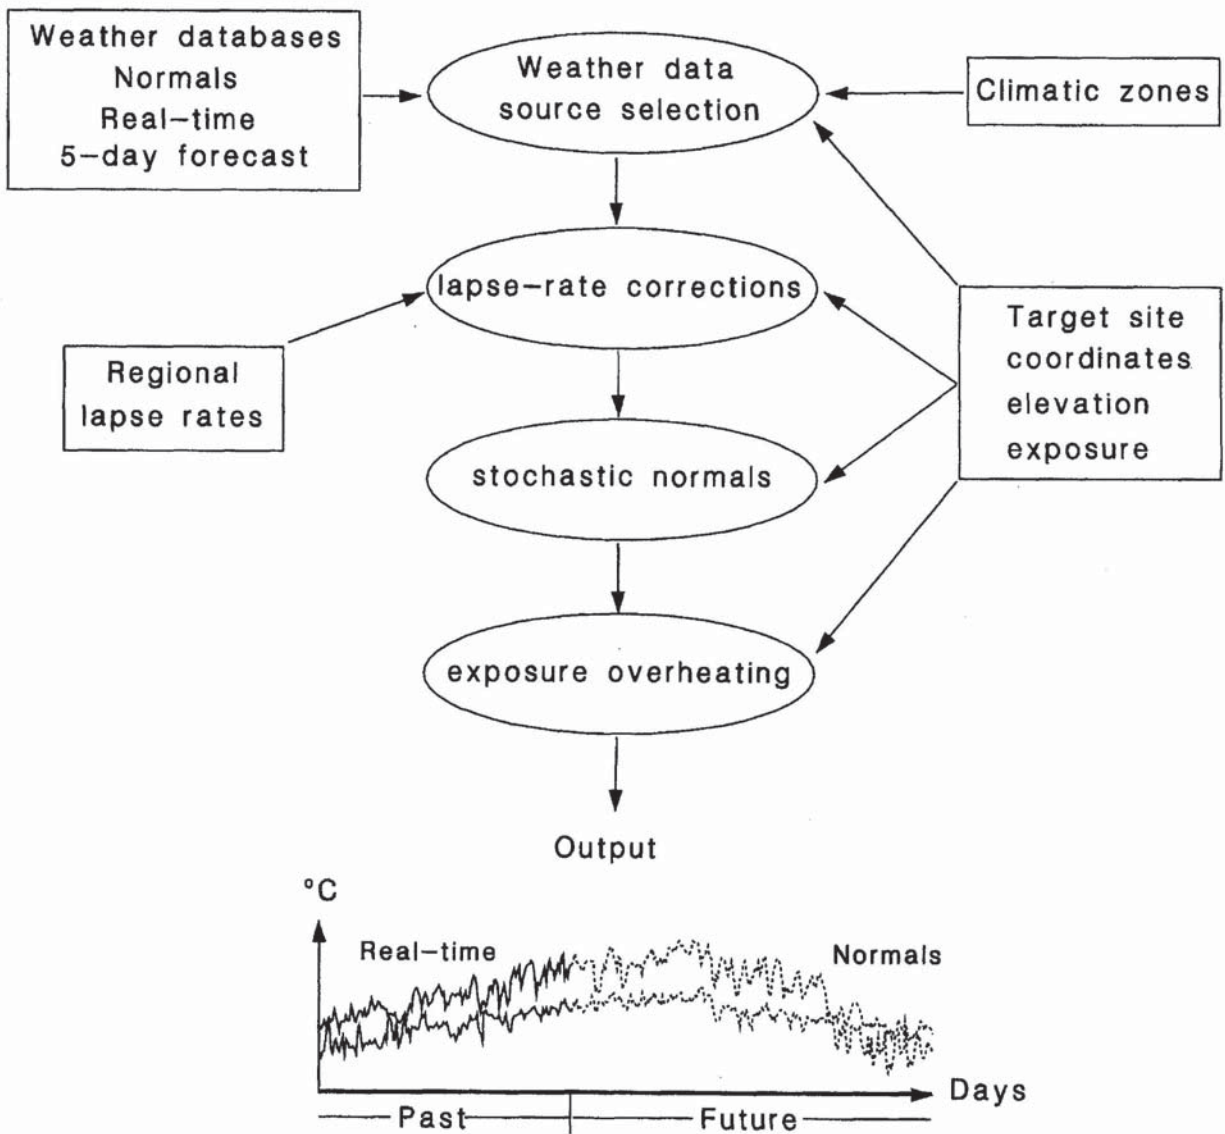 Weather databases
Normals
Real-time
5-day forecast
Weather data
source selection
Climatic zones
lapse-rate corrections
Regional
lapse rates
Target site
coordinates
elevation
exposure
stochastic normals
exposure overheating
Output
°C
Real-time
Normals
Days
Past
Future